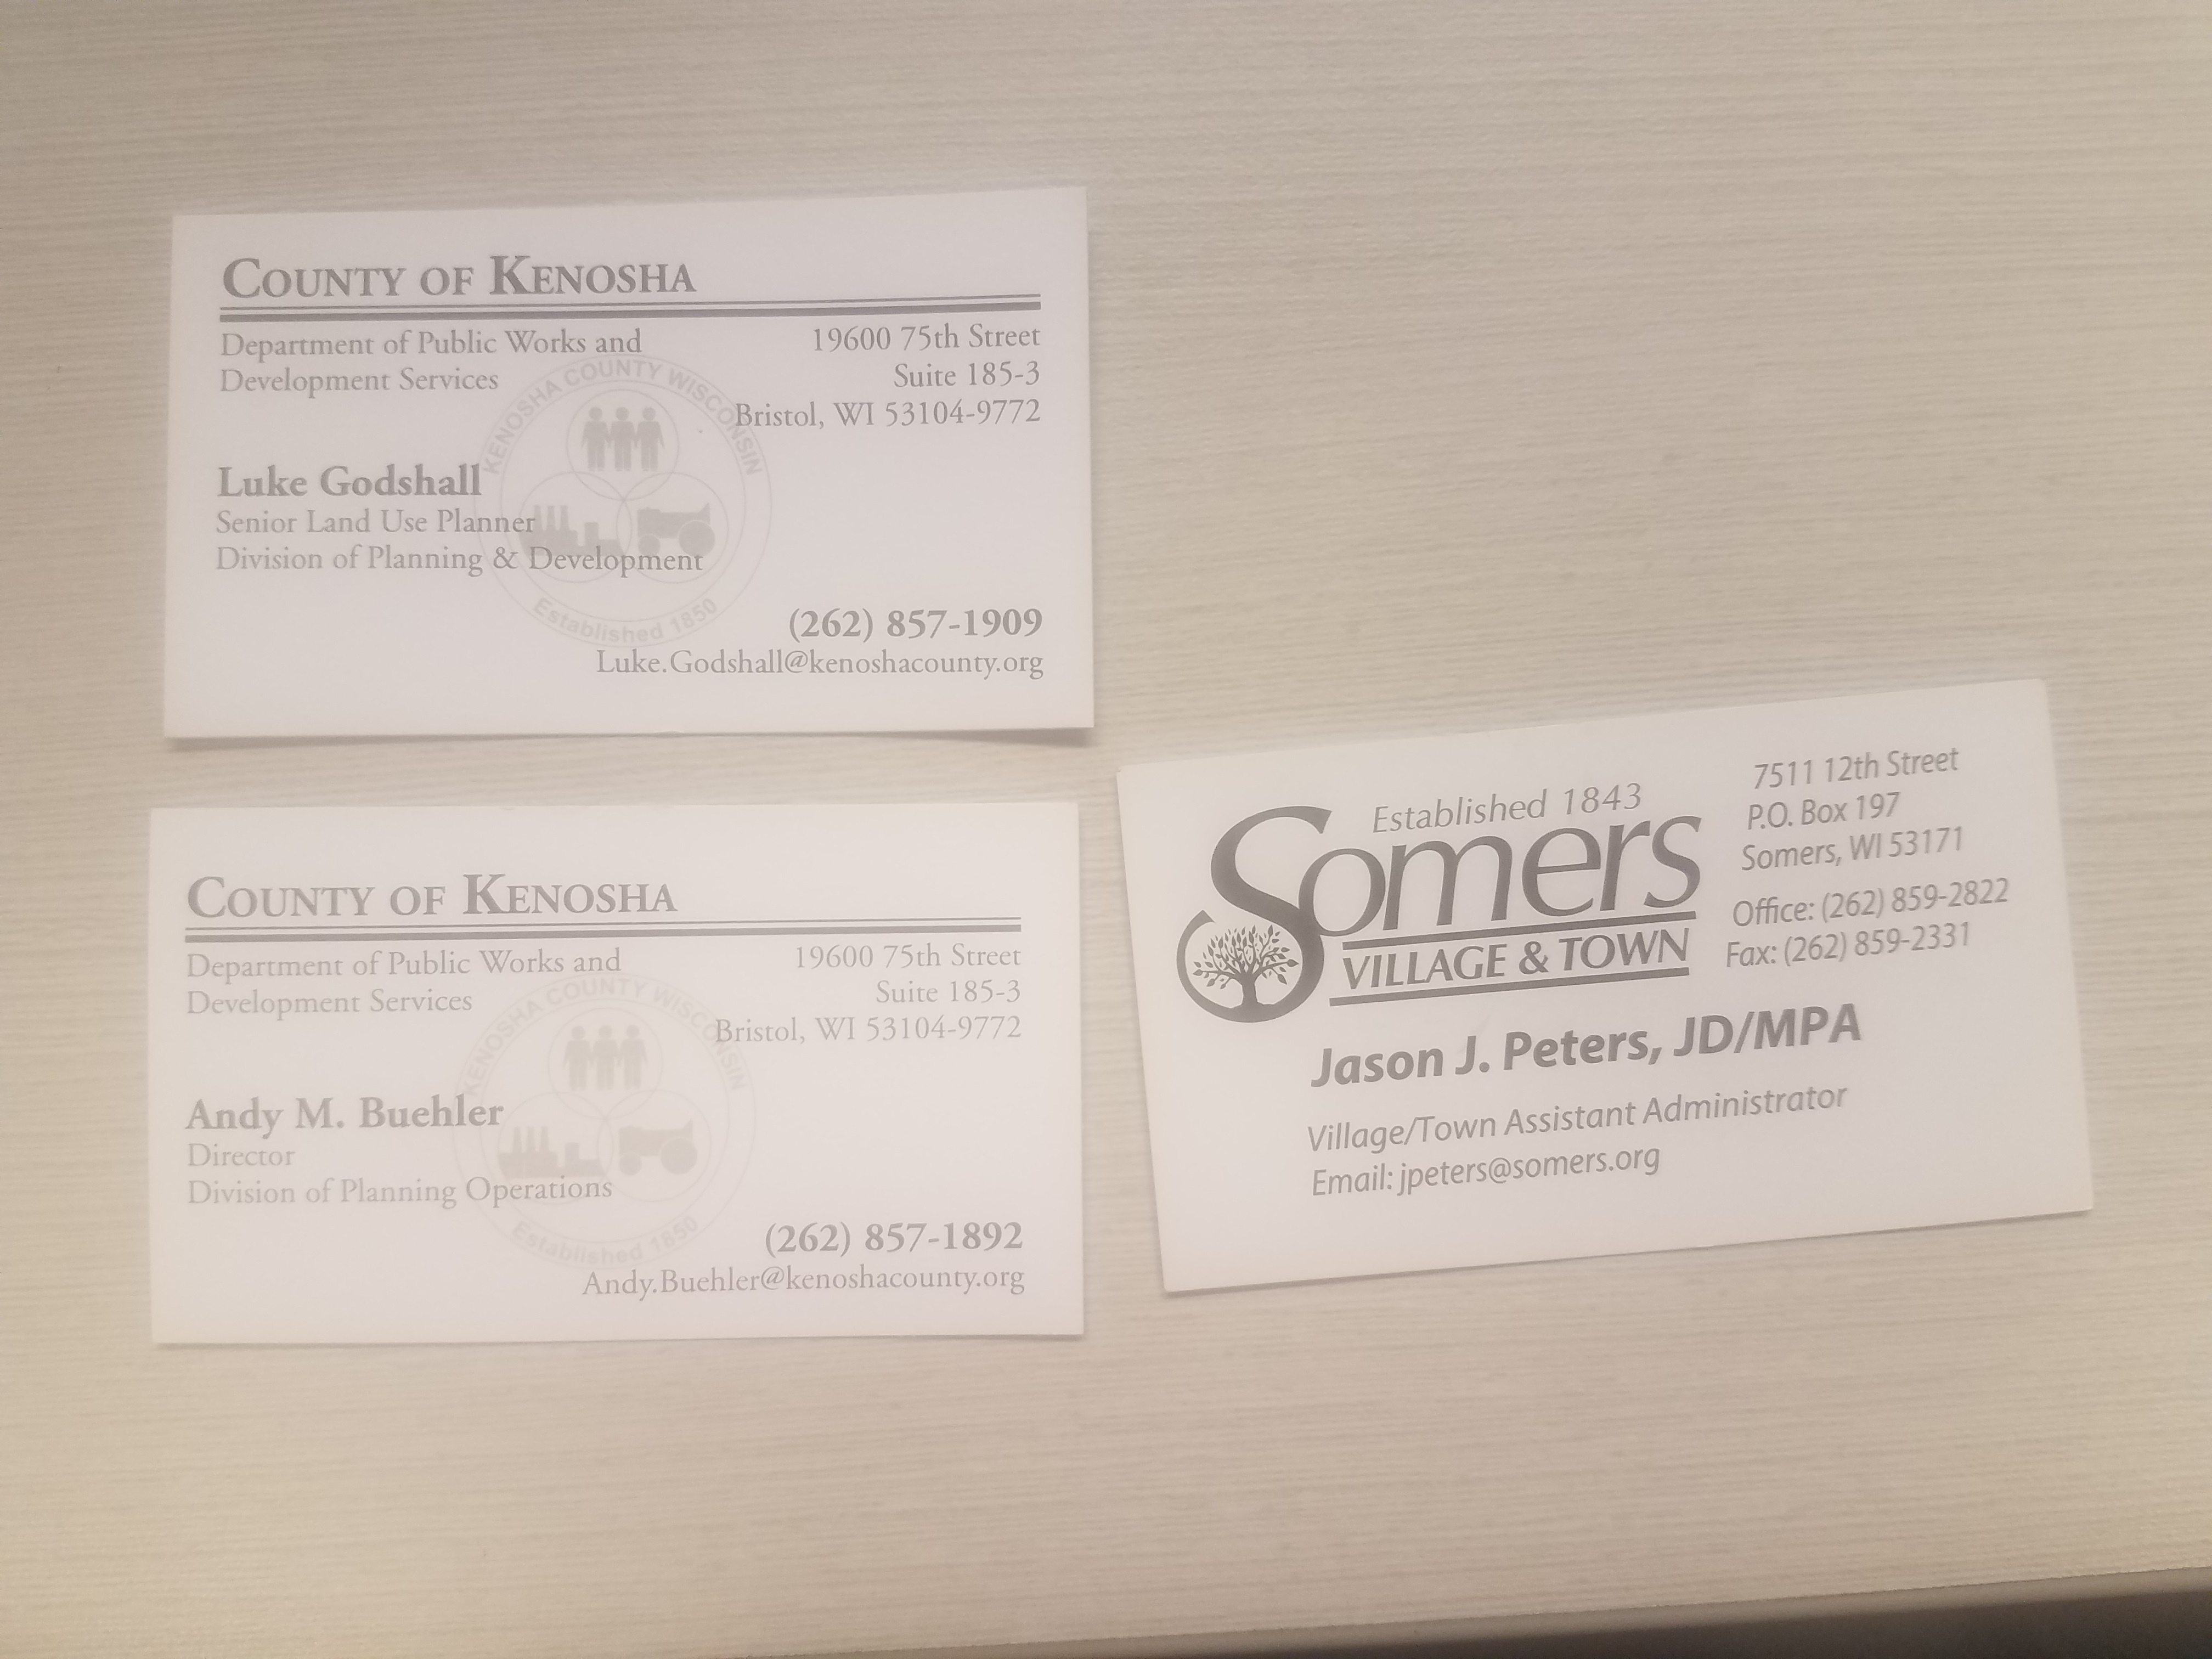 County of Kenosha
Department of Public Works and
Development Services
19600 75th Street
Suite 185-3
Bristol, WI 53104-9772
Luke Godshall
Senior Land Use Planner
Division of Planning & Development
(262) 857-1909
Luke.Godshall@kenoshacounty.org
KENOSHA COUNTY WISCONSIN
Established 1850
County of Kenosha
Department of Public Works and
Development Services
19600 75th Street
Suite 185-3
Bristol, WI 53104-9772
Andy M. Buehler
Director
Division of Planning Operations
(262) 857-1892
Andy.Buehler@kenoshacounty.org
KENOSHA COUNTY WISCONSIN
Established 1850
Established 1843
Somers
VILLAGE & TOWN
7511 12th Street
P.O. Box 197
Somers, WI 53171
Office: (262) 859-2822
Fax: (262) 859-2331
Jason J. Peters, JD/MPA
Village/Town Assistant Administrator
Email: jpeters@somers.org